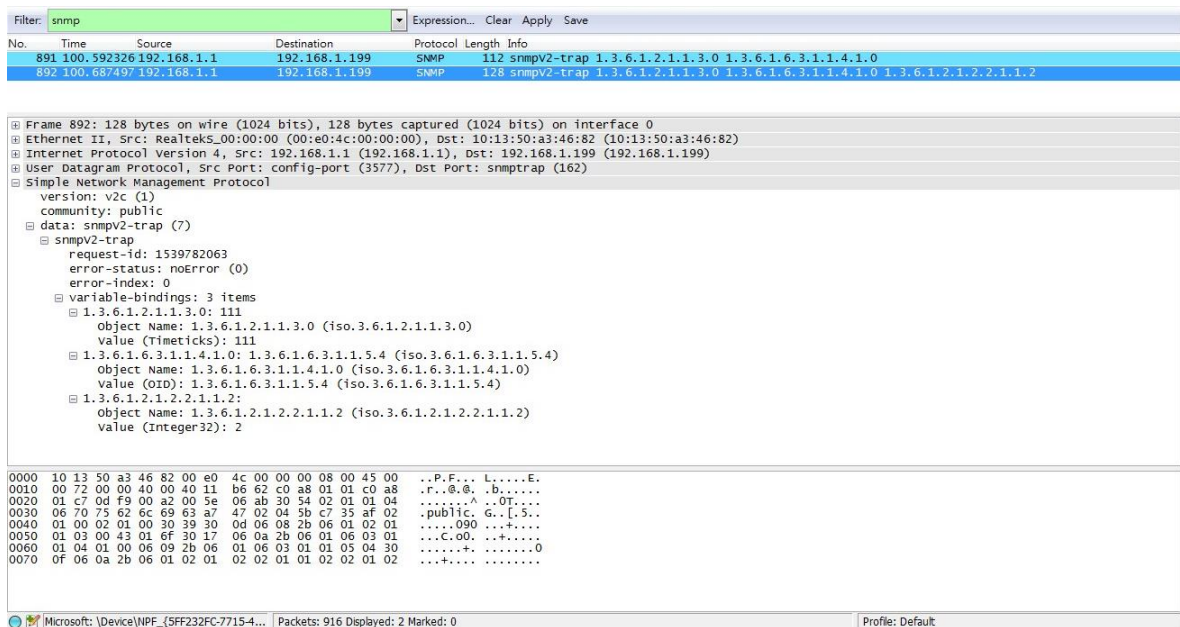 Filter: snmp Expression... Clear Apply Save
No. Time Source Destination Protocol Length Info
891 100.592326 192.168.1.1 192.168.1.199 SNMP 112 snmpV2-trap 1.3.6.1.2.1.1.3.0 1.3.6.1.6.3.1.1.4.1.0
892 100.687497 192.168.1.1 192.168.1.199 SNMP 128 snmpV2-trap 1.3.6.1.2.1.1.3.0 1.3.6.1.6.3.1.1.4.1.0 1.3.6.1.2.1.2.2.1.1.2
Frame 892: 128 bytes on wire (1024 bits), 128 bytes captured (1024 bits) on interface 0
Ethernet II, Src: RealtekS_00:00:00 (00:e0:4c:00:00:00), Dst: 10:13:50:a3:46:82 (10:13:50:a3:46:82)
Internet Protocol Version 4, Src: 192.168.1.1 (192.168.1.1), Dst: 192.168.1.199 (192.168.1.199)
User Datagram Protocol, Src Port: config-port (3577), Dst Port: snmptrap (162)
Simple Network Management Protocol
version: v2c (1)
community: public
data: snmpV2-trap (7)
snmpV2-trap
request-id: 1539782063
error-status: noError (0)
error-index: 0
variable-bindings: 3 items
1.3.6.1.2.1.1.3.0: 111
Object Name: 1.3.6.1.2.1.1.3.0 (iso.3.6.1.2.1.1.3.0)
Value (Timeticks): 111
1.3.6.1.6.3.1.1.4.1.0: 1.3.6.1.6.3.1.1.5.4 (iso.3.6.1.6.3.1.1.5.4)
Object Name: 1.3.6.1.6.3.1.1.4.1.0 (iso.3.6.1.6.3.1.1.4.1.0)
Value (OID): 1.3.6.1.6.3.1.1.5.4 (iso.3.6.1.6.3.1.1.5.4)
1.3.6.1.2.1.2.2.1.1.2:
Object Name: 1.3.6.1.2.1.2.2.1.1.2 (iso.3.6.1.2.1.2.2.1.1.2)
Value (Integer32): 2
0000 10 13 50 a3 46 82 00 e0 4c 00 00 00 08 00 45 00 ..P.F... L.....E.
0010 00 72 00 00 40 00 40 11 b6 62 c0 a8 01 01 c0 a8 .r..@.@. .b......
0020 01 c7 0d f9 00 a2 00 5e 06 ab 30 54 02 01 01 04 .......^ ..0T....
0030 06 70 75 62 6c 69 63 a7 47 02 04 5b c7 35 af 02 .public. G..[.5..
0040 01 00 02 01 00 30 39 30 0d 06 08 2b 06 01 02 01 .....090 ...+....
0050 01 03 00 43 01 6f 30 17 06 0a 2b 06 01 06 03 01 ...C.o0. ..+.....
0060 01 04 01 00 06 09 2b 06 01 06 03 01 01 05 04 30 ......+. .......0
0070 0f 06 0a 2b 06 01 02 01 02 02 01 01 02 02 01 02 ...+.... ........
Microsoft: \Device\NPF_{5FF232FC-7715-4... Packets: 916 Displayed: 2 Marked: 0 Profile: Default